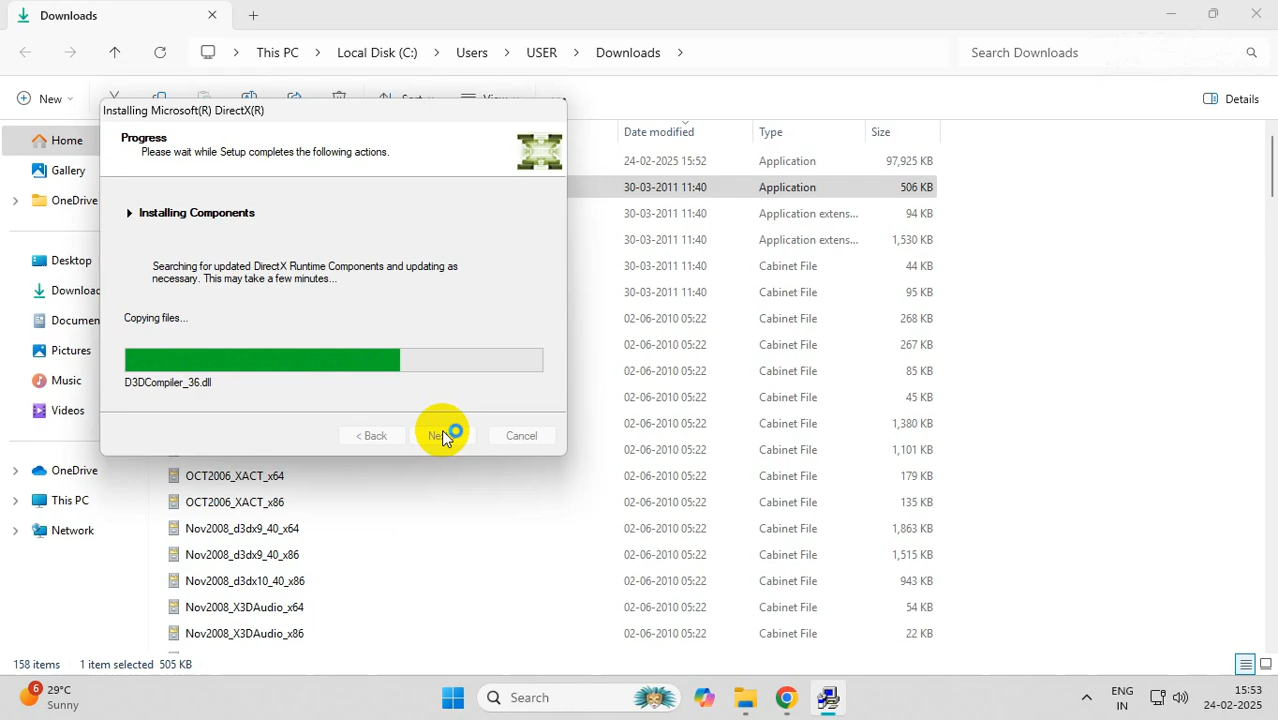 Downloads
This PC
Local Disk (C:)
Users
USER
Downloads
Search Downloads
New
Details
Installing Microsoft(R) DirectX(R)
Progress
Please wait while Setup completes the following actions.
Installing Components
Searching for updated DirectX Runtime Components and updating as
necessary. This may take a few minutes...
Copying files...
D3DCompiler_36.dll
< Back
Cancel
Home
Gallery
OneDrive
Desktop
Downloac
Documen
Pictures
Music
Videos
OneDrive
This PC
Network
Date modified
Type
Size
24-02-2025 15:52 Application 97,925 KB
30-03-2011 11:40 Application 506 KB
30-03-2011 11:40 Application extens... 94 KB
30-03-2011 11:40 Application extens... 1,530 KB
30-03-2011 11:40 Cabinet File 44 KB
30-03-2011 11:40 Cabinet File 95 KB
02-06-2010 05:22 Cabinet File 268 KB
02-06-2010 05:22 Cabinet File 267 KB
02-06-2010 05:22 Cabinet File 85 KB
02-06-2010 05:22 Cabinet File 45 KB
02-06-2010 05:22 Cabinet File 1,380 KB
02-06-2010 05:22 Cabinet File 1,101 KB
OCT2006_XACT_x64 02-06-2010 05:22 Cabinet File 179 KB
OCT2006_XACT_x86 02-06-2010 05:22 Cabinet File 135 KB
Nov2008_d3dx9_40_x64 02-06-2010 05:22 Cabinet File 1,863 KB
Nov2008_d3dx9_40_x86 02-06-2010 05:22 Cabinet File 1,515 KB
Nov2008_d3dx10_40_x86 02-06-2010 05:22 Cabinet File 943 KB
Nov2008_X3DAudio_x64 02-06-2010 05:22 Cabinet File 54 KB
Nov2008_X3DAudio_x86 02-06-2010 05:22 Cabinet File 22 KB
158 items 1 item selected 505 KB
6
29°C
Sunny
Search
ENG
IN
15:53
24-02-2025